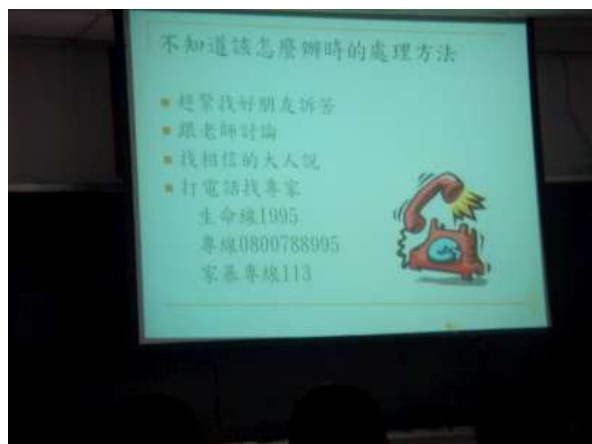 不知道該怎麼辦時的處理方法
趕緊找好朋友訴苦
跟老師討論
找相信的大人說
打電話找專家
生命線1995
專線0800788995
家暴專線113